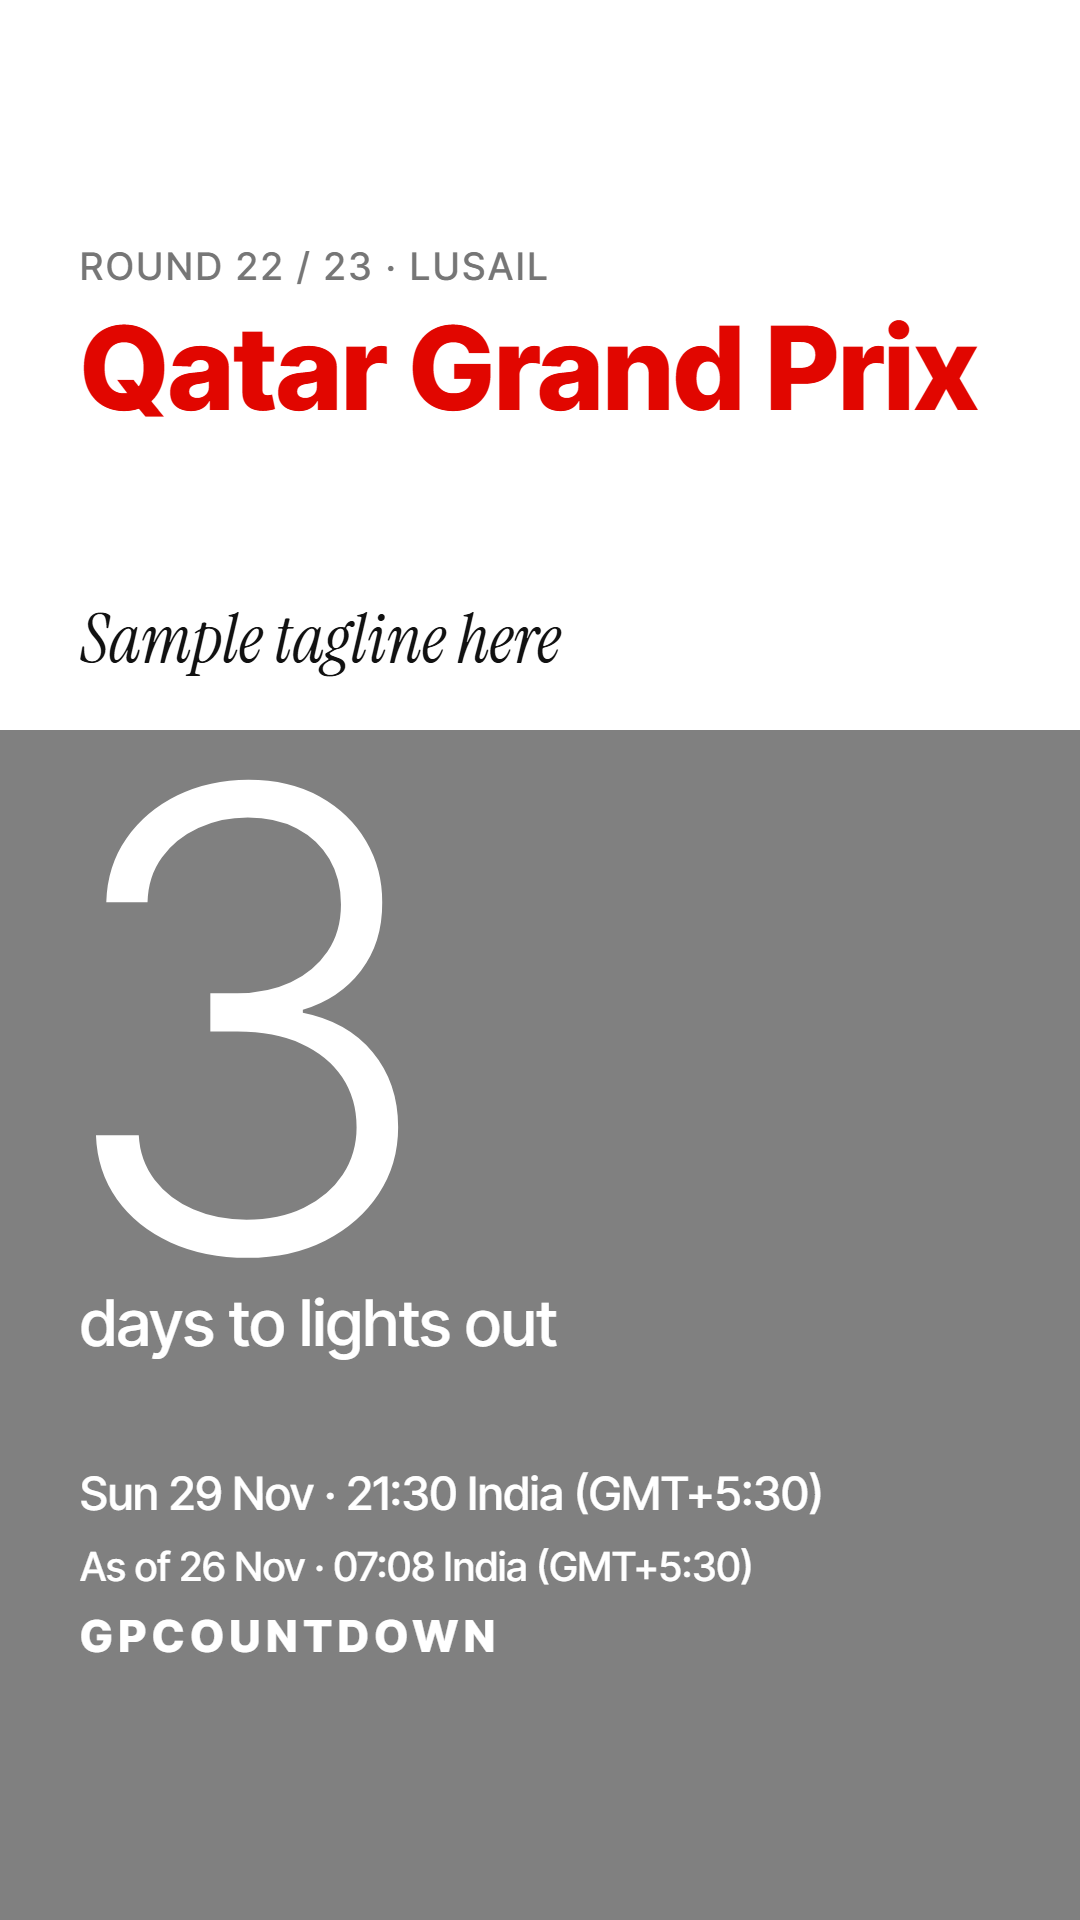 ROUND 22 / 23 · LUSAIL
Qatar Grand Prix
Sample tagline here
3
days to lights out
Sun 29 Nov · 21:30 India (GMT+5:30)
As of 26 Nov · 07:08 India (GMT+5:30)
GPCOUNTDOWN